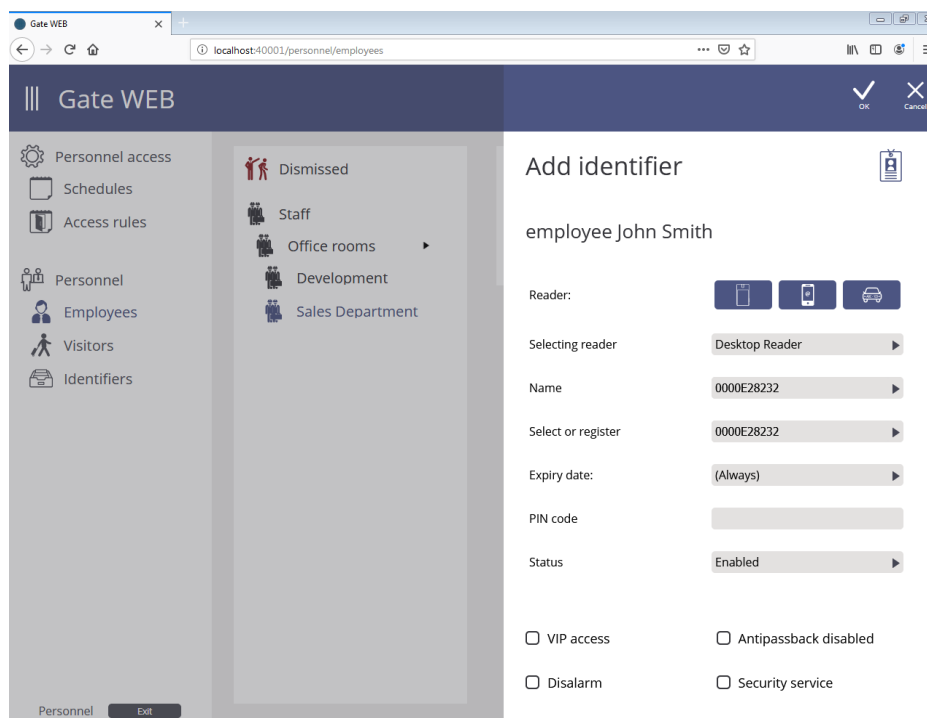 Gate WEB
localhost:40001/personnel/employees
Gate WEB
OK
Cancel
Personnel access
Schedules
Access rules
Personnel
Employees
Visitors
Identifiers
Dismissed
Staff
Office rooms
Development
Sales Department
Add identifier
employee John Smith
Reader:
Selecting reader Desktop Reader
Name 0000E28232
Select or register 0000E28232
Expiry date: (Always)
PIN code
Status Enabled
VIP access Antipassback disabled
Disalarm Security service
Personnel Exit